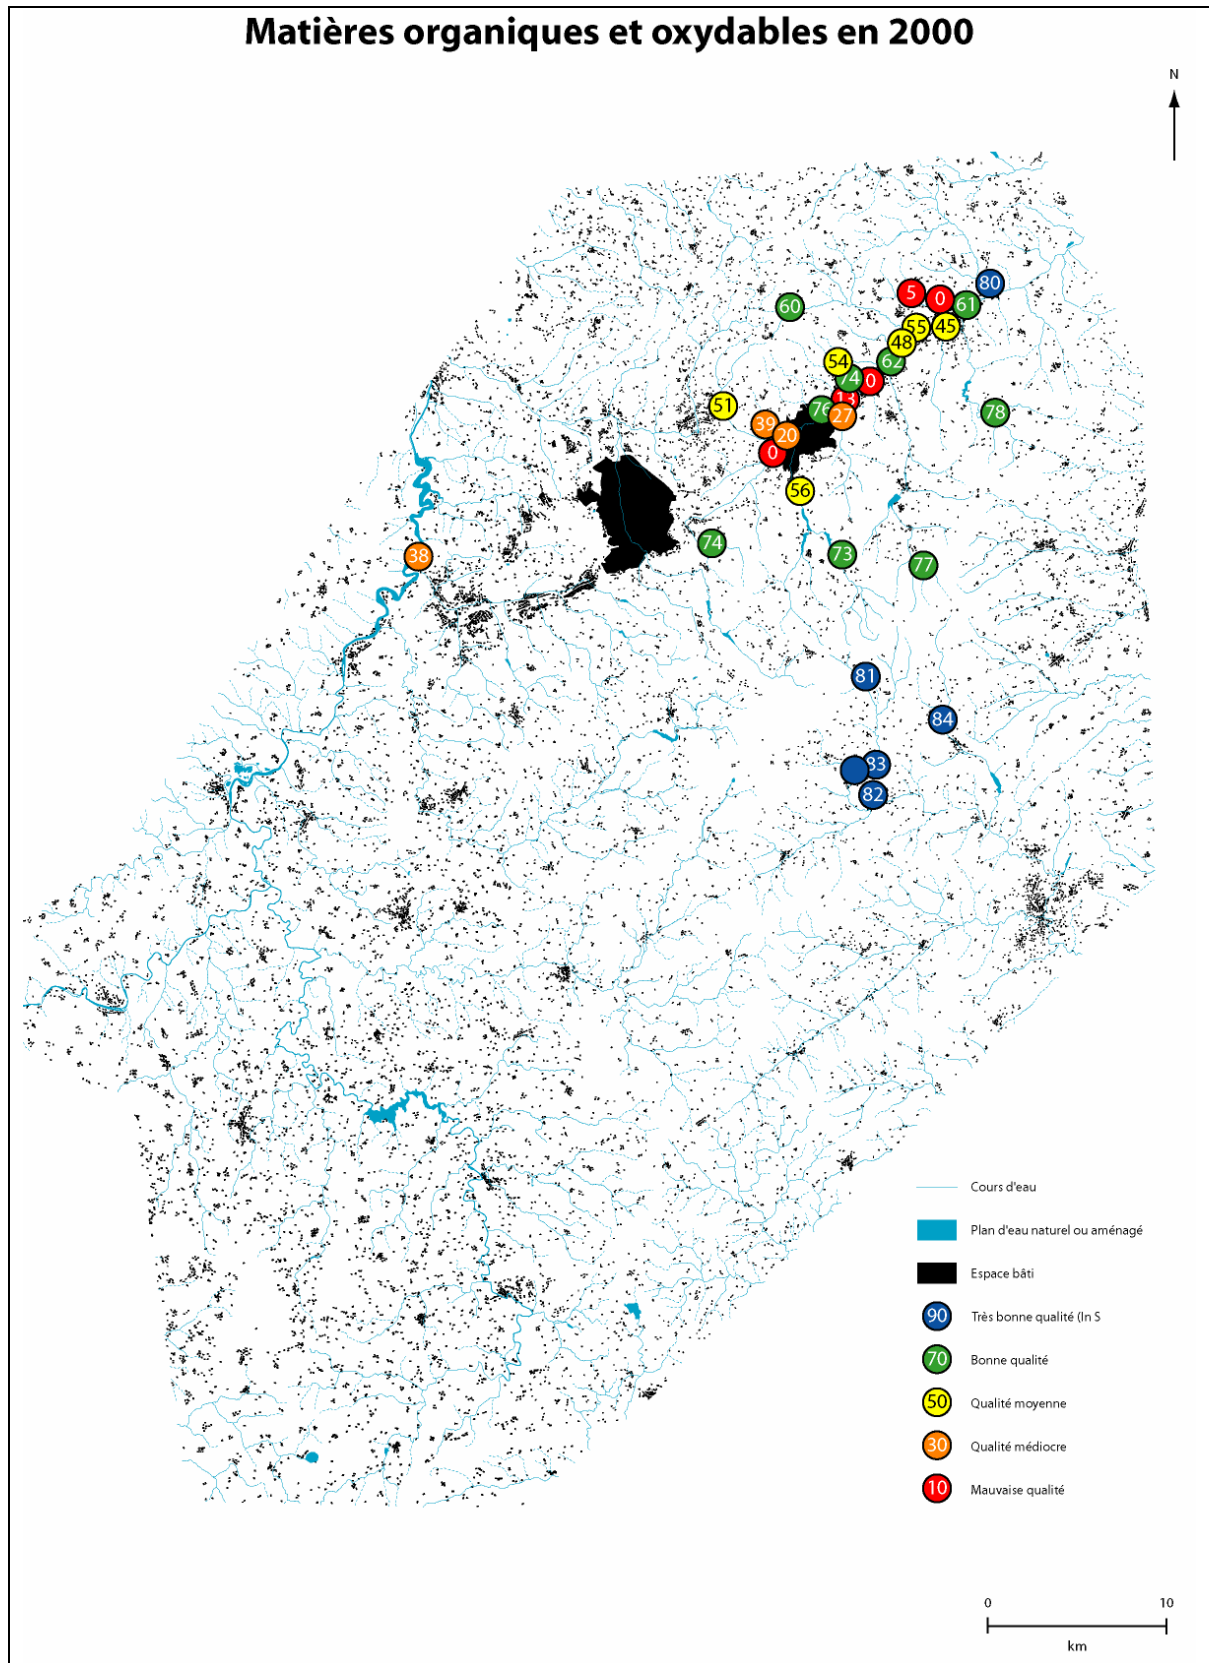 Matières organiques et oxydables en 2000
N
80
5
0
61
60
55
45
48
54
62
74
0
13
51
76
78
27
39
20
0
56
74
73
38
77
81
84
83
82
Cours d'eau
Plan d'eau naturel ou aménagé
Espace bâti
90 Très bonne qualité (In S
70 Bonne qualité
50 Qualité moyenne
30 Qualité médiocre
10 Mauvaise qualité
0 10
km